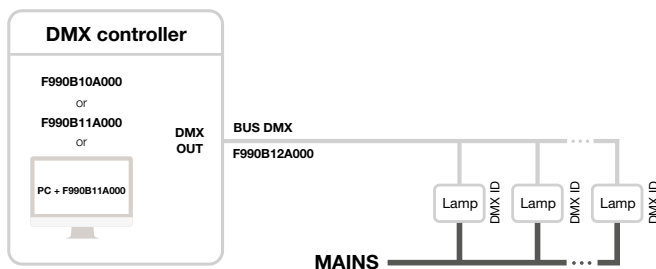 DMX controller
F990B10A000
or
F990B11A000
or
PC + F990B11A000
DMX
OUT
BUS DMX
F990B12A000
Lamp
DMX ID
Lamp
DMX ID
Lamp
DMX ID
MAINS